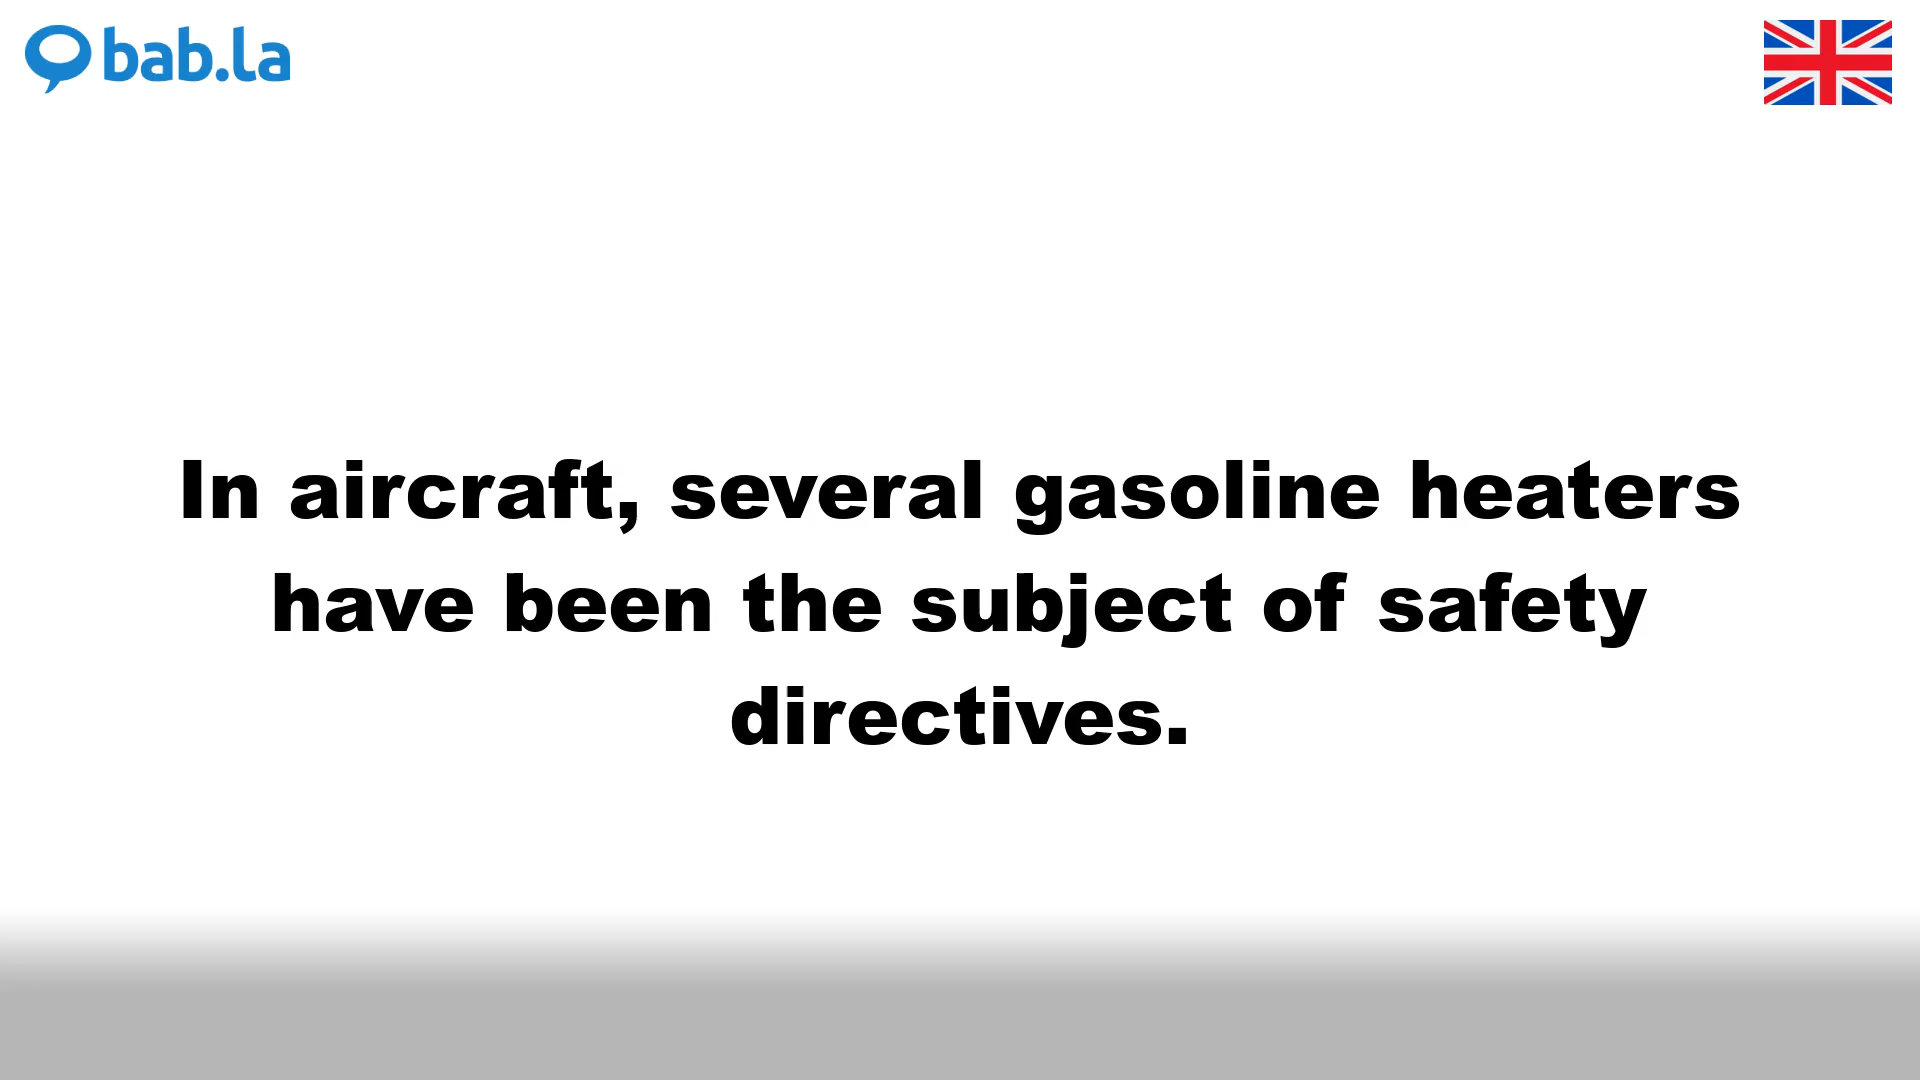 bab.la
In aircraft, several gasoline heaters
have been the subject of safety
directives.